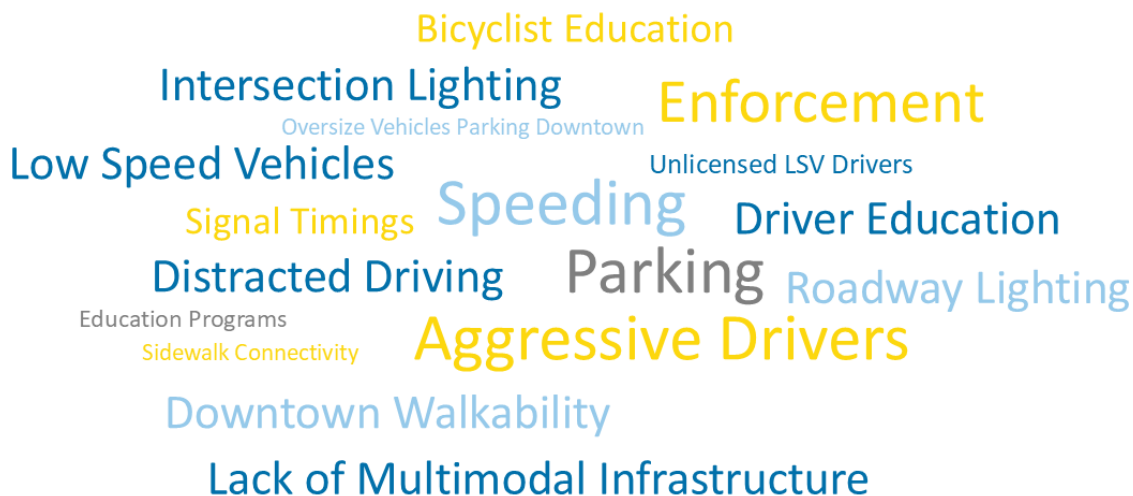 Bicyclist Education
Intersection Lighting
Enforcement
Oversize Vehicles Parking Downtown
Low Speed Vehicles
Unlicensed LSV Drivers
Speeding
Signal Timings
Driver Education
Distracted Driving
Parking
Roadway Lighting
Education Programs
Aggressive Drivers
Sidewalk Connectivity
Downtown Walkability
Lack of Multimodal Infrastructure